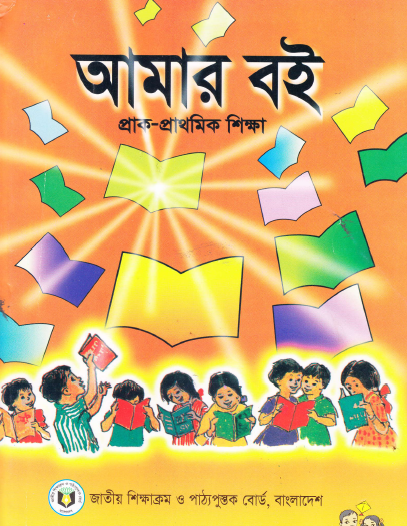 আমার বই
প্রাক-প্রাথমিক শিক্ষা
জাতীয় শিক্ষাক্রম ও পাঠ্যপুস্তক বোর্ড, বাংলাদেশ